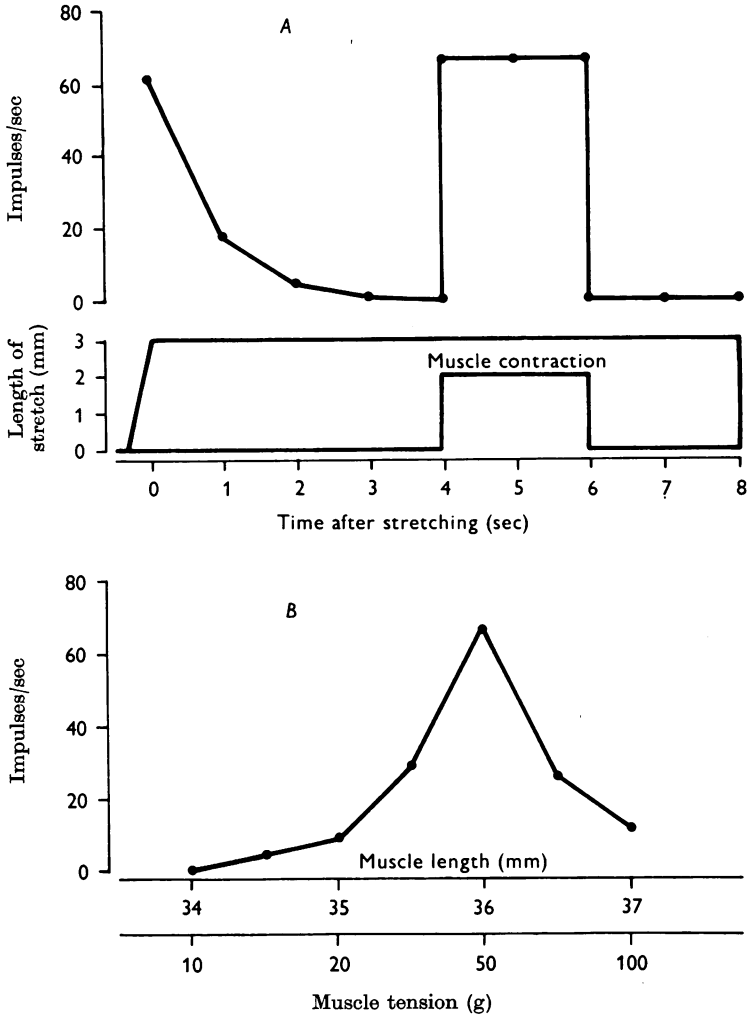 A
80
60
40
20
0
Impulses/sec
3
2
1
0
Length of
stretch (mm)
Muscle contraction
0 1 2 3 4 5 6 7 8
Time after stretching (sec)
B
80
60
40
20
0
Impulses/sec
Muscle length (mm)
34 35 36 37
10 20 50 100
Muscle tension (g)